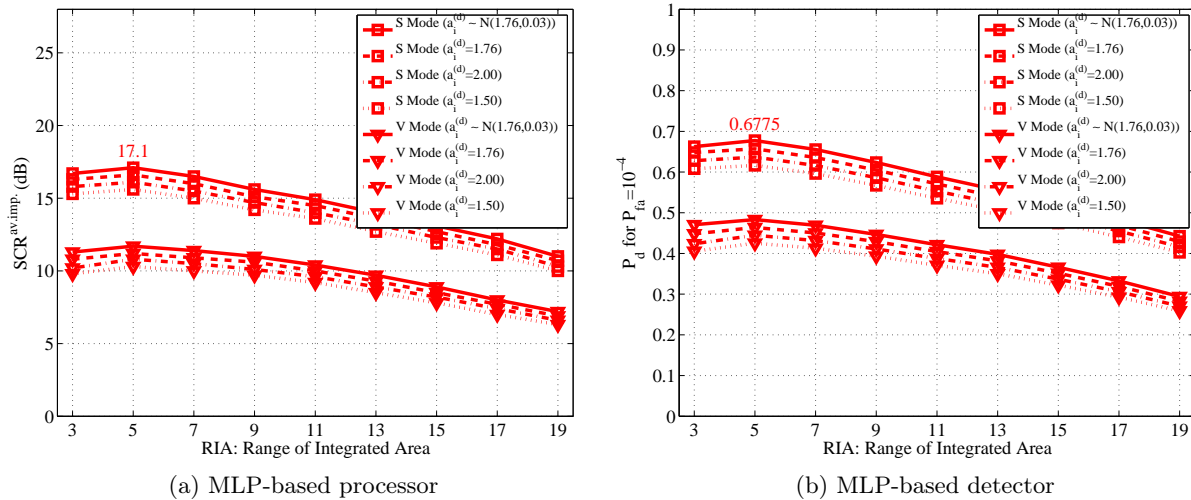 25
20
15
10
5
0
SCR^av.imp. (dB)
17.1
S Mode (a_i^(d) ~ N(1.76,0.03))
S Mode (a_i^(d)=1.76)
S Mode (a_i^(d)=2.00)
S Mode (a_i^(d)=1.50)
V Mode (a_i^(d) ~ N(1.76,0.03))
V Mode (a_i^(d)=1.76)
V Mode (a_i^(d)=2.00)
V Mode (a_i^(d)=1.50)
3 5 7 9 11 13 15 17 19
RIA: Range of Integrated Area
(a) MLP-based processor
1
0.9
0.8
0.7
0.6
0.5
0.4
0.3
0.2
0.1
0
P_d for P_fa=10^−4
0.6775
S Mode (a_i^(d) ~ N(1.76,0.03))
S Mode (a_i^(d)=1.76)
S Mode (a_i^(d)=2.00)
S Mode (a_i^(d)=1.50)
V Mode (a_i^(d) ~ N(1.76,0.03))
V Mode (a_i^(d)=1.76)
V Mode (a_i^(d)=2.00)
V Mode (a_i^(d)=1.50)
3 5 7 9 11 13 15 17 19
RIA: Range of Integrated Area
(b) MLP-based detector